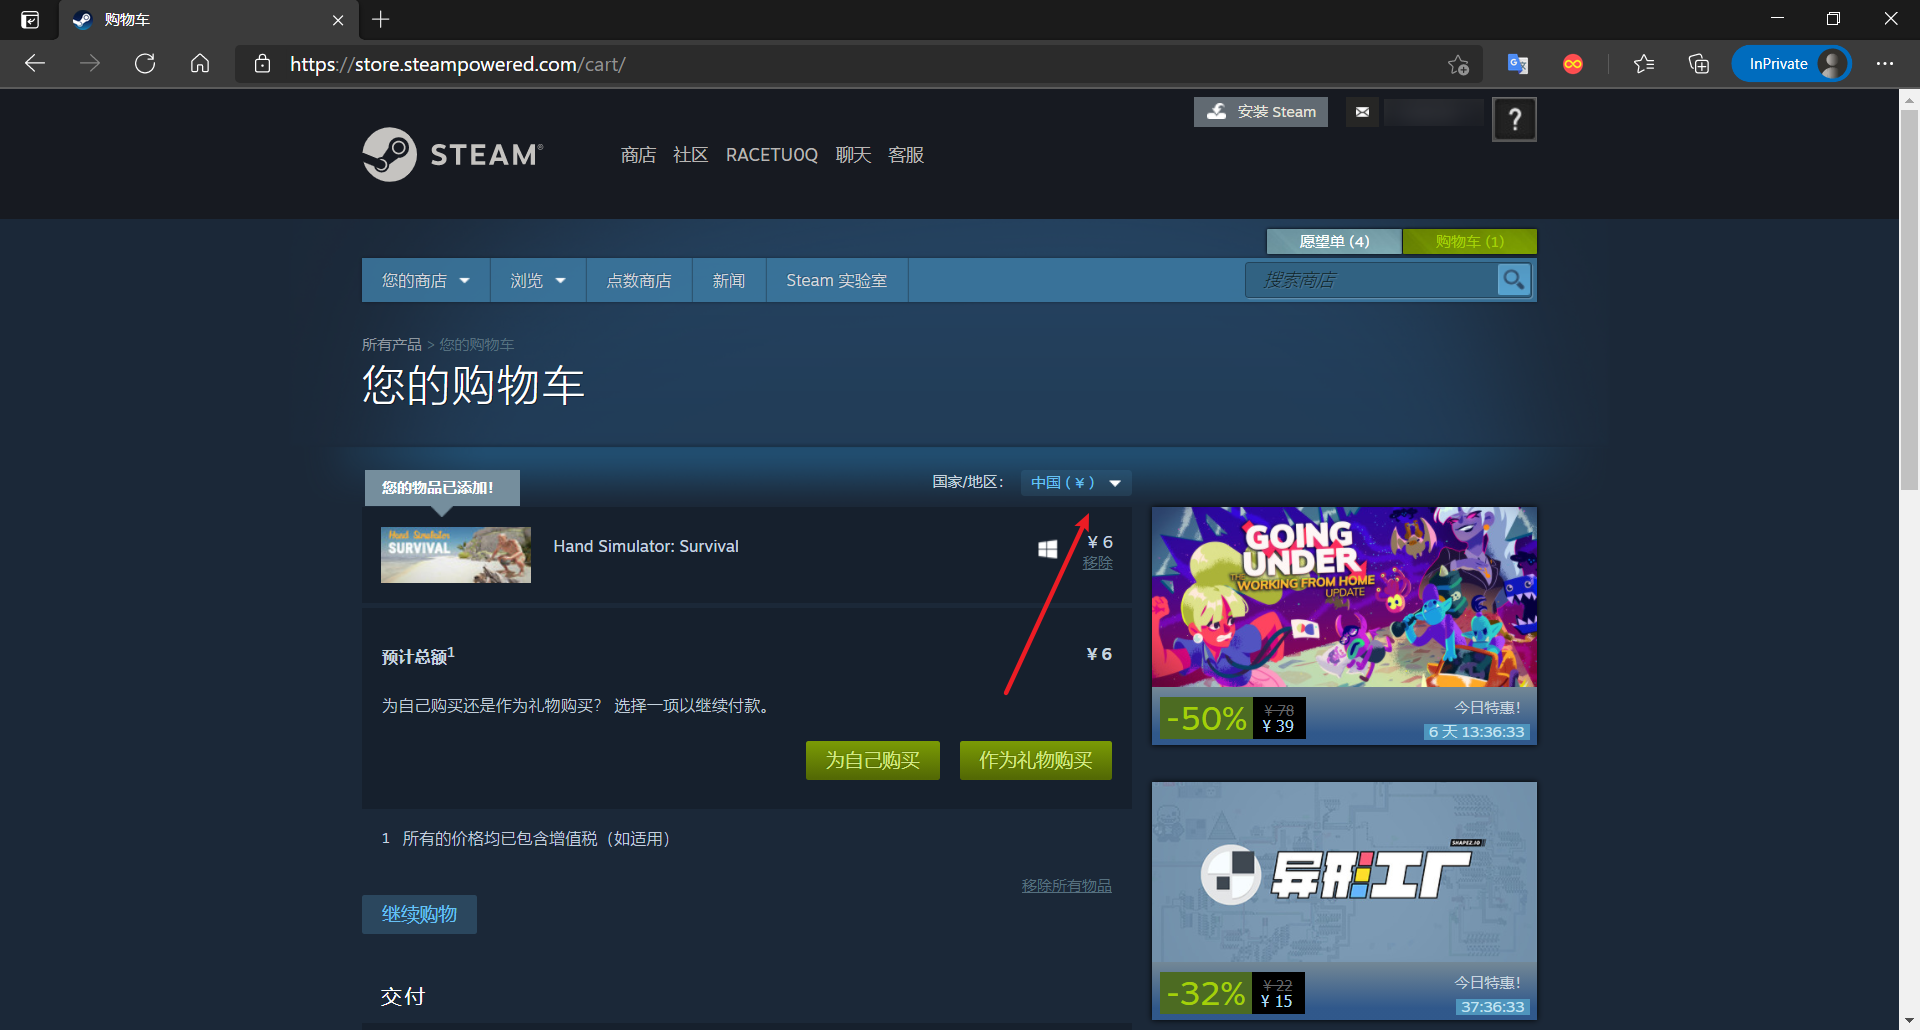 购物车
https://store.steampowered.com/cart/
InPrivate
安装 Steam
?
STEAM®
商店 社区 RACETU0Q 聊天 客服
愿望单 (4)
购物车 (1)
您的商店 浏览 点数商店 新闻 Steam 实验室
搜索商店
所有产品 > 您的购物车
您的购物车
您的物品已添加!
国家/地区:
中国 ( ¥ )
Hand Simulator
SURVIVAL
Hand Simulator: Survival
¥ 6
移除
预计总额1
¥ 6
为自己购买还是作为礼物购买? 选择一项以继续付款。
为自己购买
作为礼物购买
1 所有的价格均已包含增值税（如适用）
移除所有物品
继续购物
交付
GOING
UNDER
THE
WORKING FROM HOME
UPDATE
-50%
¥ 78
¥ 39
今日特惠!
6 天 13:36:33
SHAPEZ.IO
异形工厂
-32%
¥ 22
¥ 15
今日特惠!
37:36:33